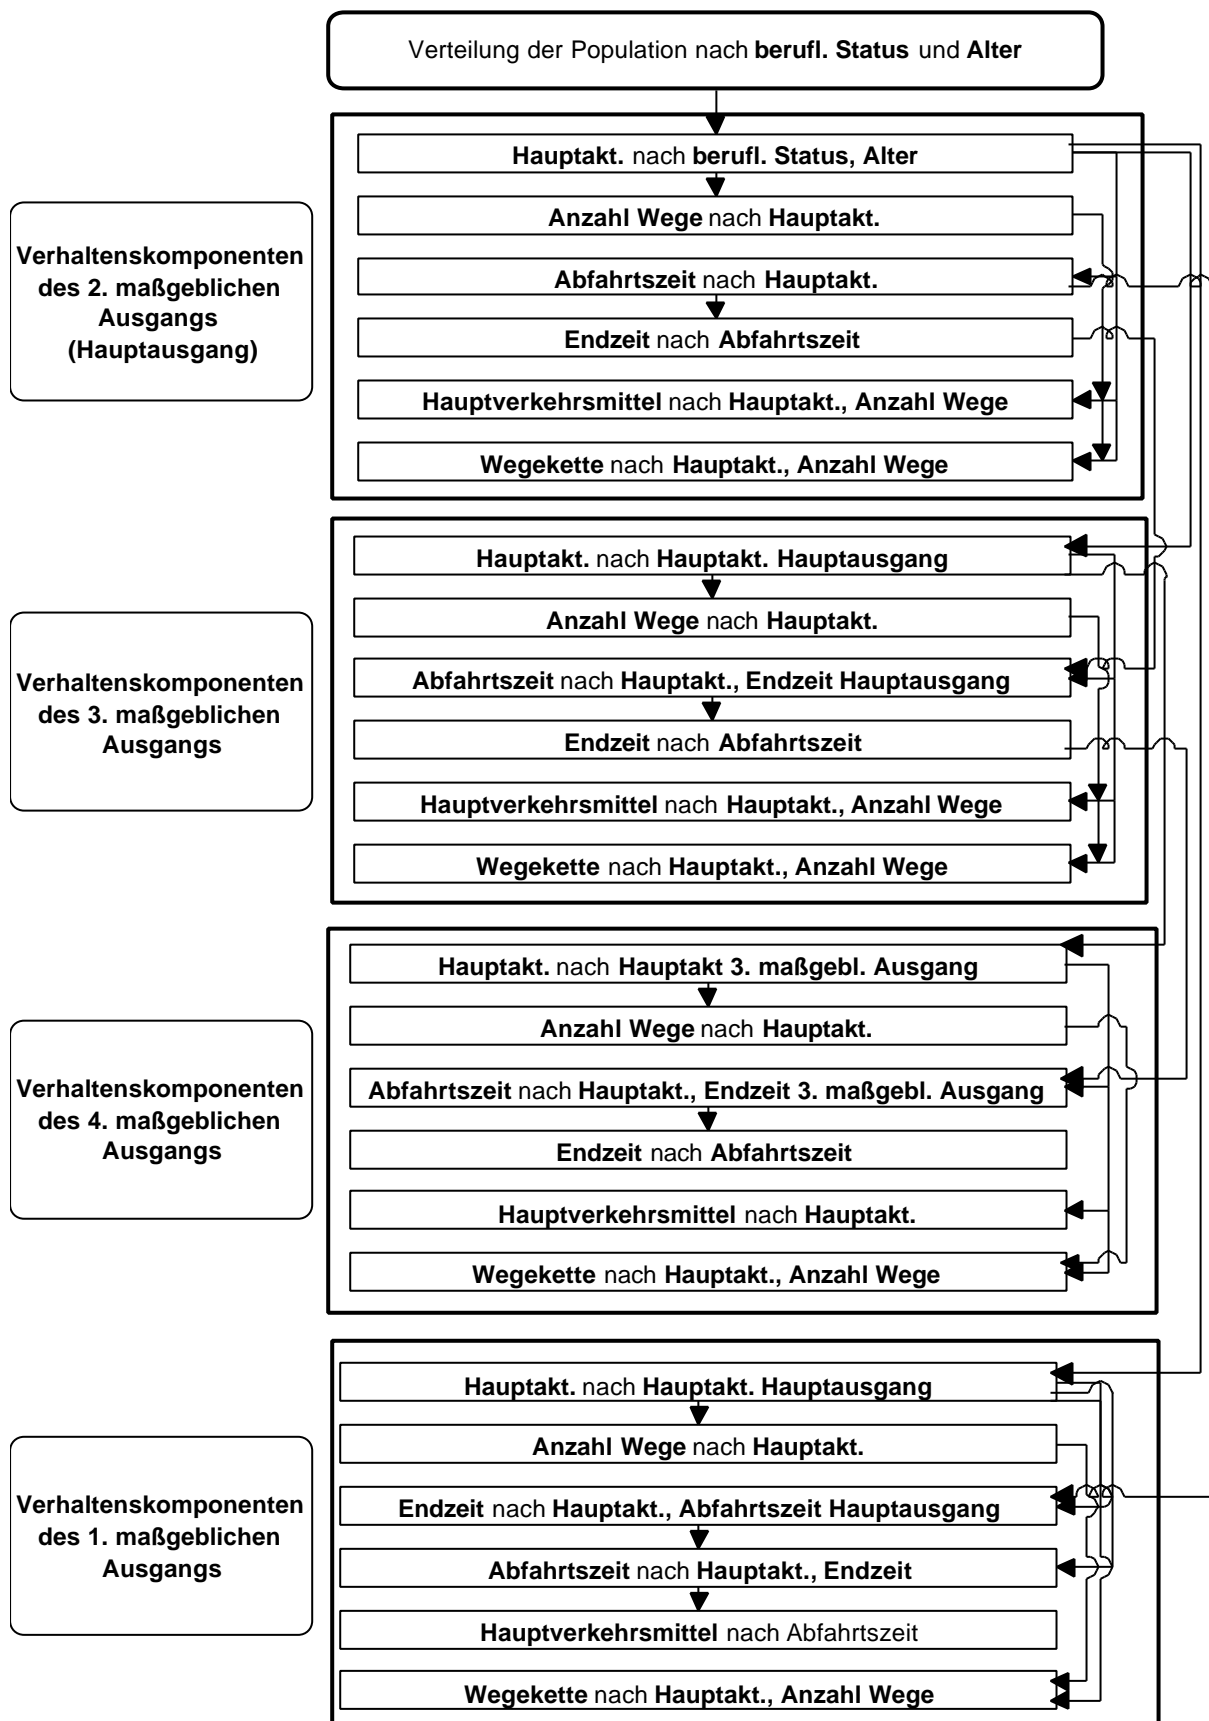 Verteilung der Population nach berufl. Status und Alter
Verhaltenskomponenten
des 2. maßgeblichen
Ausgangs
(Hauptausgang)
Hauptakt. nach berufl. Status, Alter
Anzahl Wege nach Hauptakt.
Abfahrtszeit nach Hauptakt.
Endzeit nach Abfahrtszeit
Hauptverkehrsmittel nach Hauptakt., Anzahl Wege
Wegekette nach Hauptakt., Anzahl Wege
Verhaltenskomponenten
des 3. maßgeblichen
Ausgangs
Hauptakt. nach Hauptakt. Hauptausgang
Anzahl Wege nach Hauptakt.
Abfahrtszeit nach Hauptakt., Endzeit Hauptausgang
Endzeit nach Abfahrtszeit
Hauptverkehrsmittel nach Hauptakt., Anzahl Wege
Wegekette nach Hauptakt., Anzahl Wege
Verhaltenskomponenten
des 4. maßgeblichen
Ausgangs
Hauptakt. nach Hauptakt 3. maßgebl. Ausgang
Anzahl Wege nach Hauptakt.
Abfahrtszeit nach Hauptakt., Endzeit 3. maßgebl. Ausgang
Endzeit nach Abfahrtszeit
Hauptverkehrsmittel nach Hauptakt.
Wegekette nach Hauptakt., Anzahl Wege
Verhaltenskomponenten
des 1. maßgeblichen
Ausgangs
Hauptakt. nach Hauptakt. Hauptausgang
Anzahl Wege nach Hauptakt.
Endzeit nach Hauptakt., Abfahrtszeit Hauptausgang
Abfahrtszeit nach Hauptakt., Endzeit
Hauptverkehrsmittel nach Abfahrtszeit
Wegekette nach Hauptakt., Anzahl Wege